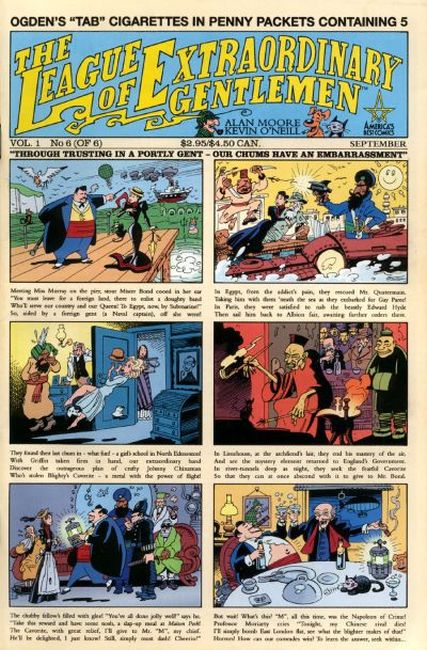 OGDEN'S "TAB" CIGARETTES IN PENNY PACKETS CONTAINING 5
THE
LEAGUE OF EXTRAORDINARY
GENTLEMEN™
ALAN MOORE
KEVIN O'NEILL
AMERICA'S
BEST COMICS
VOL. 1 No 6 (OF 6) $2.95/$4.50 CAN. SEPTEMBER
"THROUGH TRUSTING IN A PORTLY GENT – OUR CHUMS HAVE AN EMBARRASSMENT"
Meeting Miss Murray on the pier, stout Mister Bond cooed in her ear
"You must leave for a foreign land, there to enlist a doughty band
Who'll serve our country and our Queen! To Egypt, now, by Submarine!"
So, aided by a foreign gent (a Naval captain), off she went!
In Egypt, from the addict's pain, they rescued Mr. Quatermain.
Taking him with them 'neath the sea as they embarked for Gay Paree!
In Paris, they were satisfied to nab the beastly Edward Hyde
Then sail him back to Albion fair, awaiting further orders there.
They found their last chum in - what fun! - a girl's school in North Edmonton!
With Griffin taken firm in hand, our extraordinary band
Discover the outrageous plan of crafty Johnny Chinaman
Who's stolen Blighty's Cavorite - a metal with the power of flight!
In Limehouse, at the archfiend's lair, they end his mastery of the air,
And see the mystery element returned to England's Government.
In river-tunnels deep as night, they seek the fearful Cavorite
So that they can at once abscond with it to give to Mr. Bond.
The chubby fellow's filled with glee! "You've all done jolly well!" says he.
"Take this reward and have some nosh, a slap-up meal at Maison Posh!
The Cavorite, with great relief, I'll give to Mr. "M", my chief.
He'll be delighted, I just know! Still, simply must dash! Cheerio!"
But wait! What's this? "M", all this time, was the Napoleon of Crime!
Professor Moriarty cries "Tonight, my Chinese rival dies!
I'll simply bomb East London flat, see what the blighter makes of that!"
Horrors! How can our comrades win? To learn the answer, seek within...